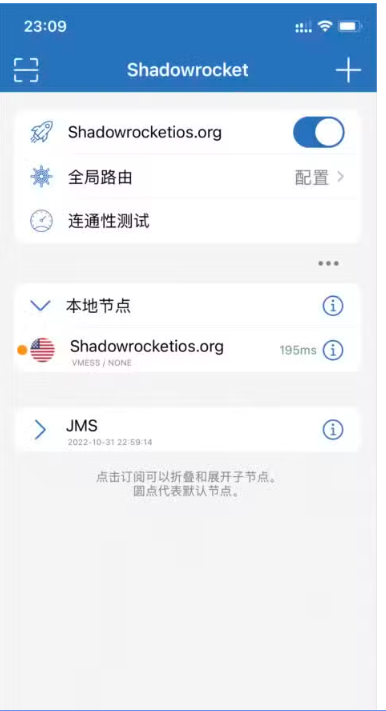 23:09
Shadowrocket
Shadowrocketios.org
全局路由
配置
连通性测试
本地节点
Shadowrocketios.org
195ms
VMESS / NONE
JMS
2022-10-31 22:59:14
点击订阅可以折叠和展开子节点。
圆点代表默认节点。